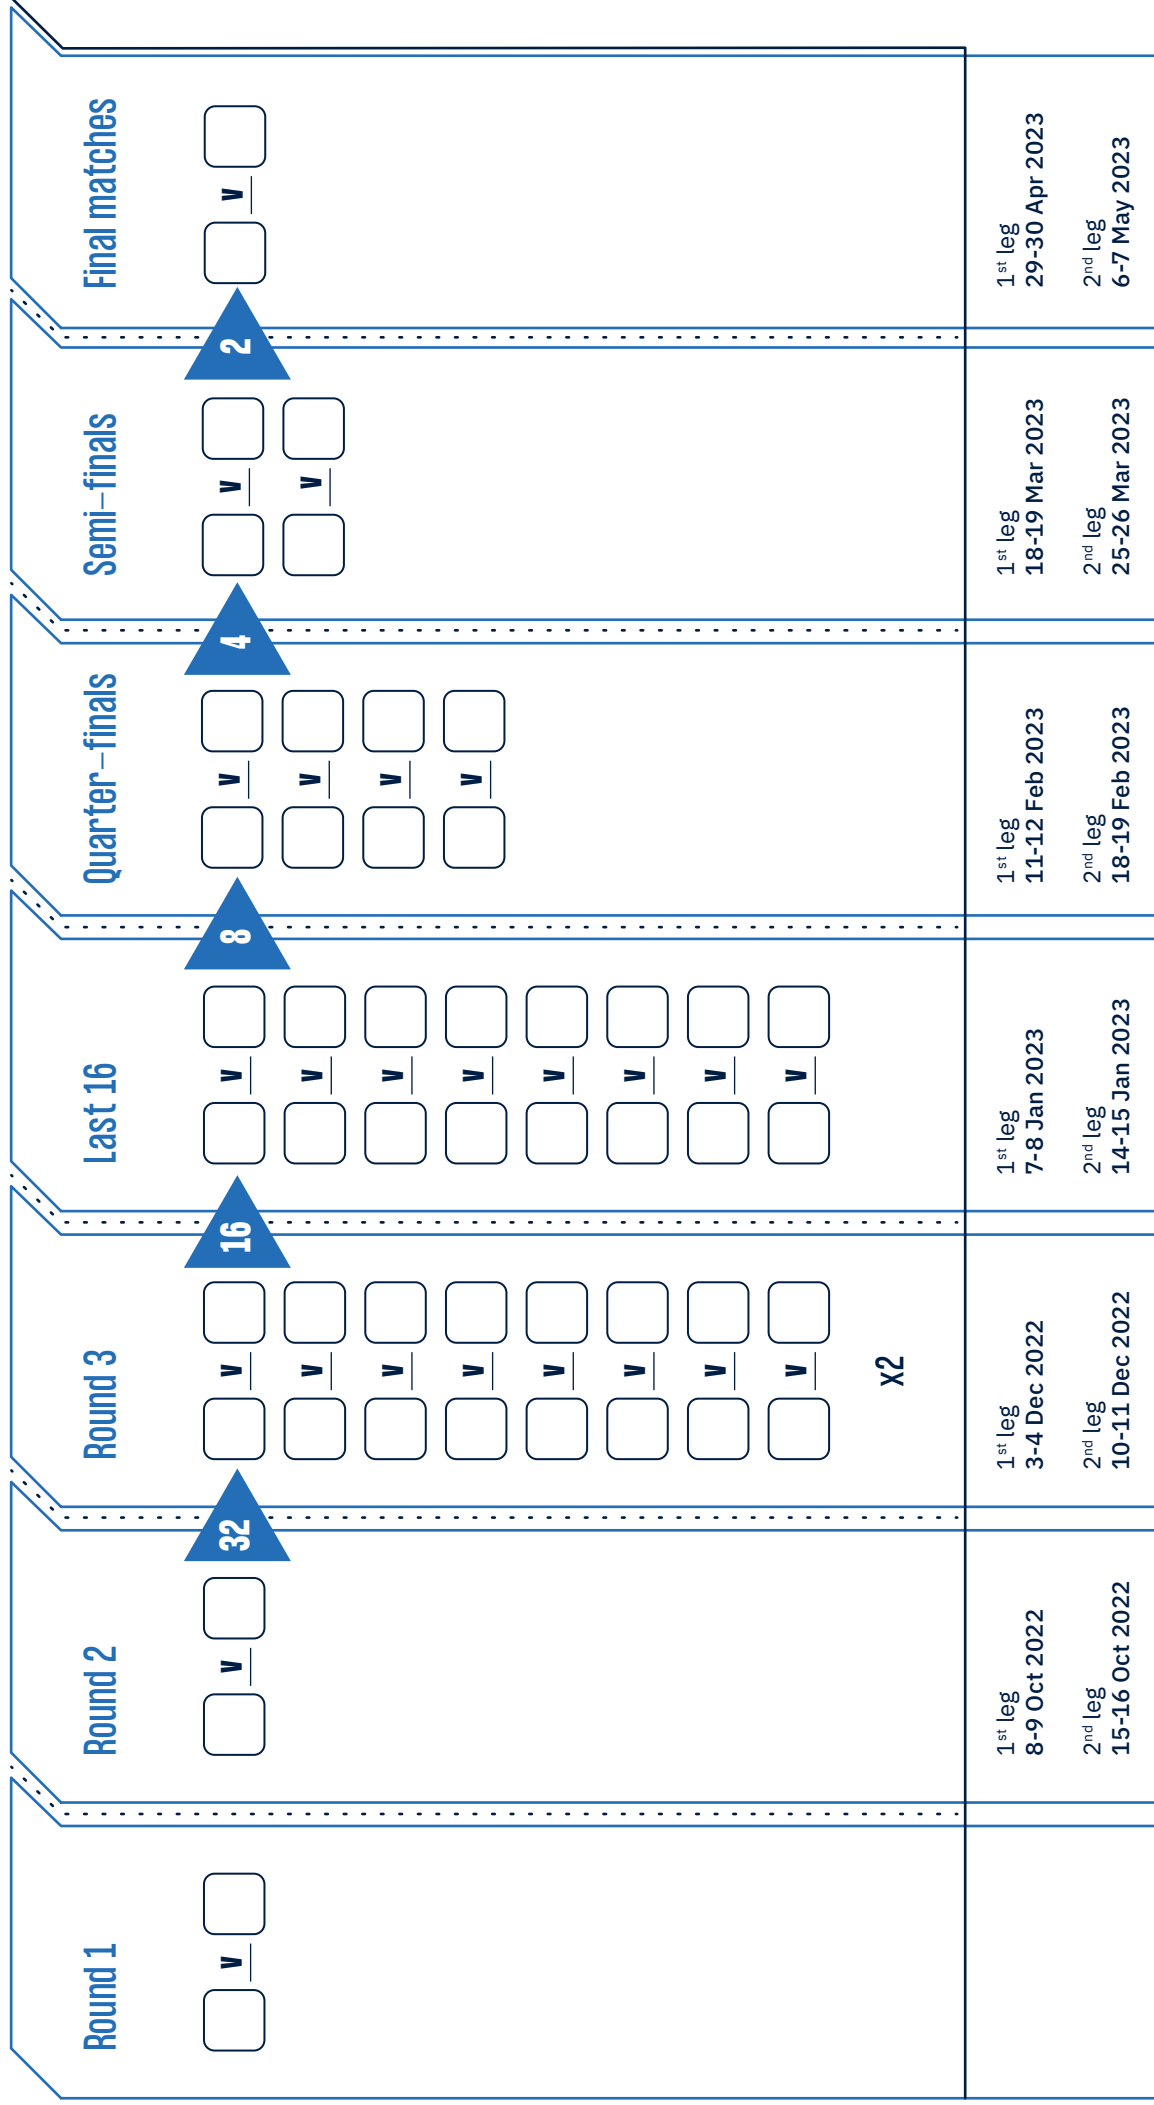 Round 1
V
Round 2
V
1st leg
8-9 Oct 2022
2nd leg
15-16 Oct 2022
32
Round 3
V
V
V
V
V
V
V
V
x2
1st leg
3-4 Dec 2022
2nd leg
10-11 Dec 2022
16
Last 16
V
V
V
V
V
V
V
V
1st leg
7-8 Jan 2023
2nd leg
14-15 Jan 2023
8
Quarter-finals
V
V
V
V
1st leg
11-12 Feb 2023
2nd leg
18-19 Feb 2023
4
Semi-finals
V
V
1st leg
18-19 Mar 2023
2nd leg
25-26 Mar 2023
2
Final matches
V
1st leg
29-30 Apr 2023
2nd leg
6-7 May 2023